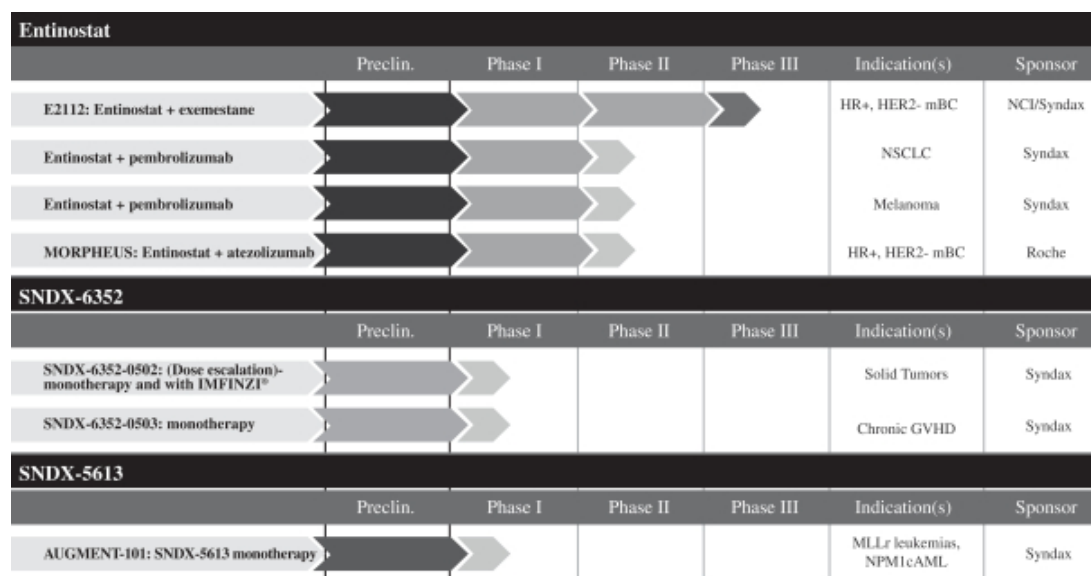 Entinostat
Preclin. Phase I Phase II Phase III Indication(s) Sponsor
E2112: Entinostat + exemestane HR+, HER2- mBC NCI/Syndax
Entinostat + pembrolizumab NSCLC Syndax
Entinostat + pembrolizumab Melanoma Syndax
MORPHEUS: Entinostat + atezolizumab HR+, HER2- mBC Roche
SNDX-6352
Preclin. Phase I Phase II Phase III Indication(s) Sponsor
SNDX-6352-0502: (Dose escalation)-
monotherapy and with IMFINZI® Solid Tumors Syndax
SNDX-6352-0503: monotherapy Chronic GVHD Syndax
SNDX-5613
Preclin. Phase I Phase II Phase III Indication(s) Sponsor
AUGMENT-101: SNDX-5613 monotherapy MLLr leukemias,
NPM1cAML Syndax